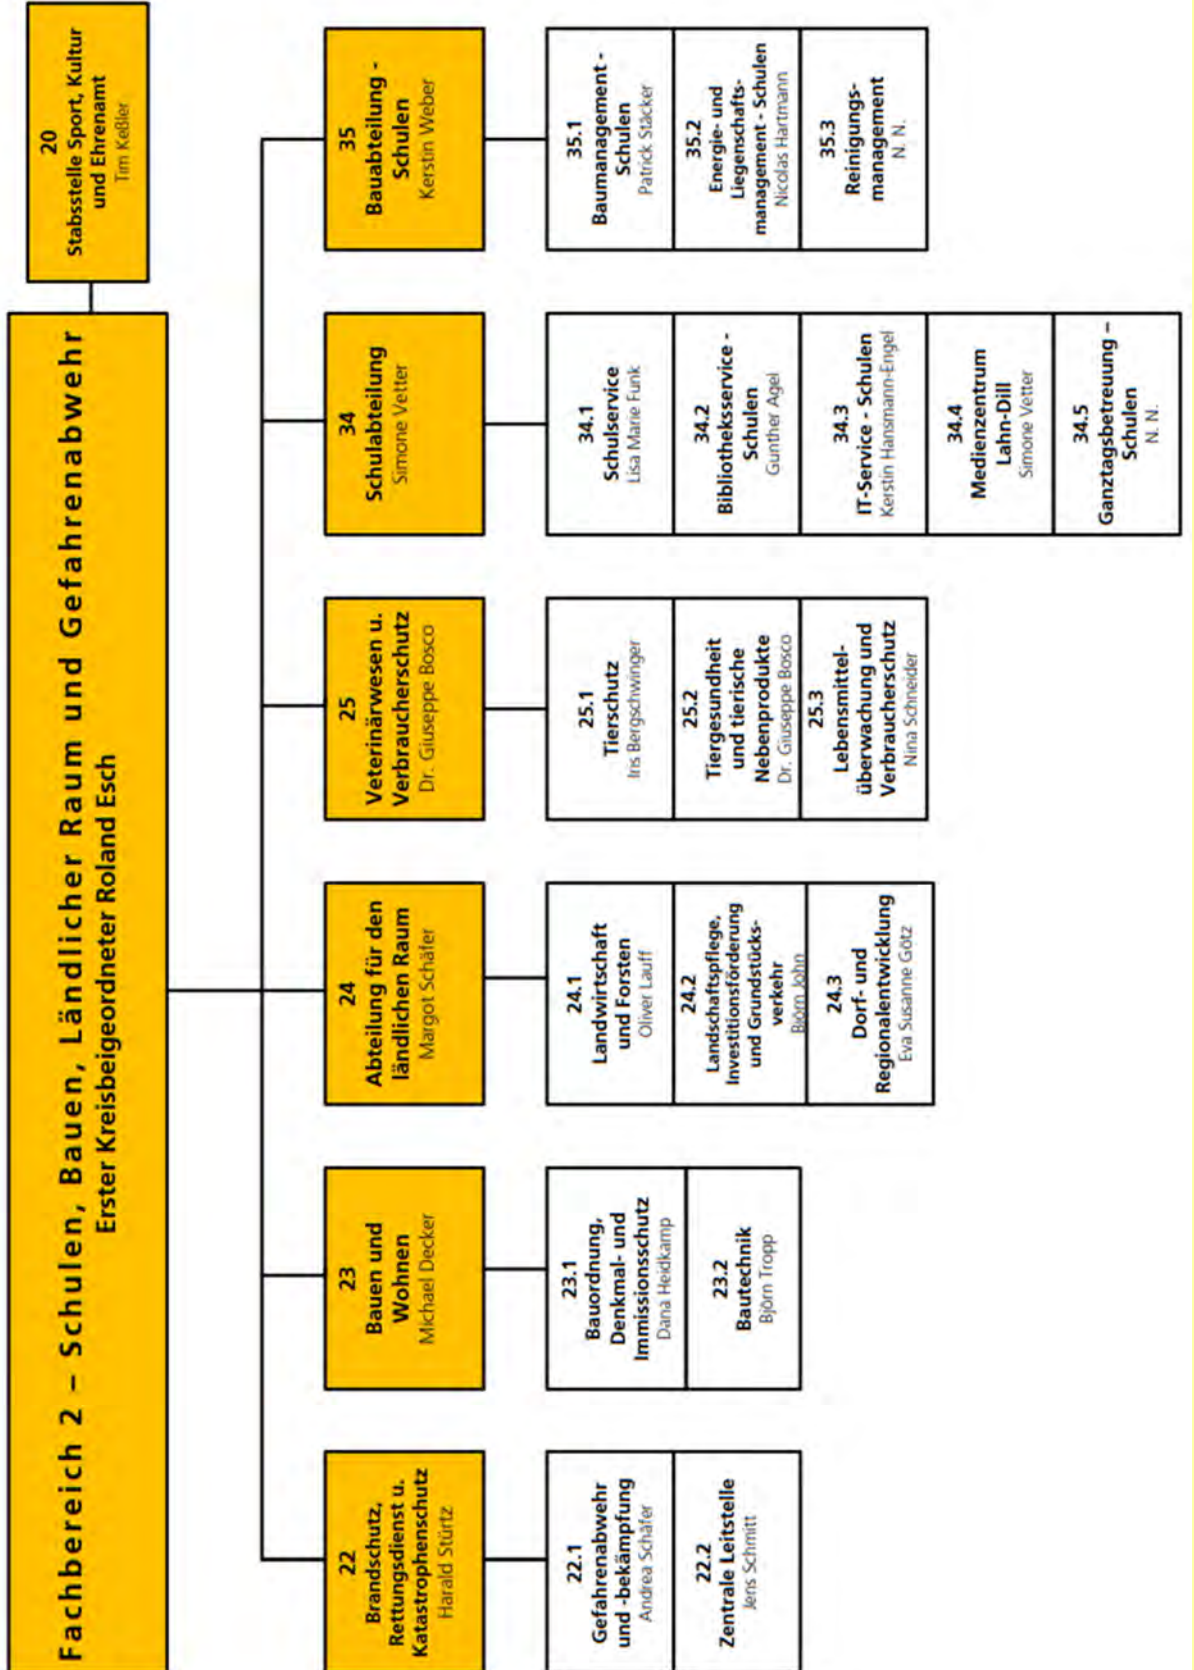 Fachbereich 2 – Schulen, Bauen, Ländlicher Raum und Gefahrenabwehr
Erster Kreisbeigeordneter Roland Esch
20
Stabsstelle Sport, Kultur
und Ehrenamt
Tim Keßler
22
Brandschutz,
Rettungsdienst u.
Katastrophenschutz
Harald Stürtz
22.1
Gefahrenabwehr
und -bekämpfung
Andrea Schäfer
22.2
Zentrale Leitstelle
Jens Schmitt
23
Bauen und
Wohnen
Michael Decker
23.1
Bauordnung,
Denkmal- und
Immissionsschutz
Dana Heidkamp
23.2
Bautechnik
Björn Tropp
24
Abteilung für den
ländlichen Raum
Margot Schäfer
24.1
Landwirtschaft
und Forsten
Oliver Lauff
24.2
Landschaftspflege,
Investitionsförderung
und Grundstücks-
verkehr
Björn John
24.3
Dorf- und
Regionalentwicklung
Eva Susanne Götz
25
Veterinärwesen u.
Verbraucherschutz
Dr. Giuseppe Bosco
25.1
Tierschutz
Iris Bergschwinger
25.2
Tiergesundheit
und tierische
Nebenprodukte
Dr. Giuseppe Bosco
25.3
Lebensmittel-
überwachung und
Verbraucherschutz
Nina Schneider
34
Schulabteilung
Simone Vetter
34.1
Schulservice
Lisa Marie Funk
34.2
Bibliotheksservice -
Schulen
Gunther Agel
34.3
IT-Service - Schulen
Kerstin Hansmann-Engel
34.4
Medienzentrum
Lahn-Dill
Simone Vetter
34.5
Ganztagsbetreuung –
Schulen
N. N.
35
Bauabteilung -
Schulen
Kerstin Weber
35.1
Baumanagement -
Schulen
Patrick Stäcker
35.2
Energie- und
Liegenschafts-
management - Schulen
Nicolas Hartmann
35.3
Reinigungs-
management
N. N.